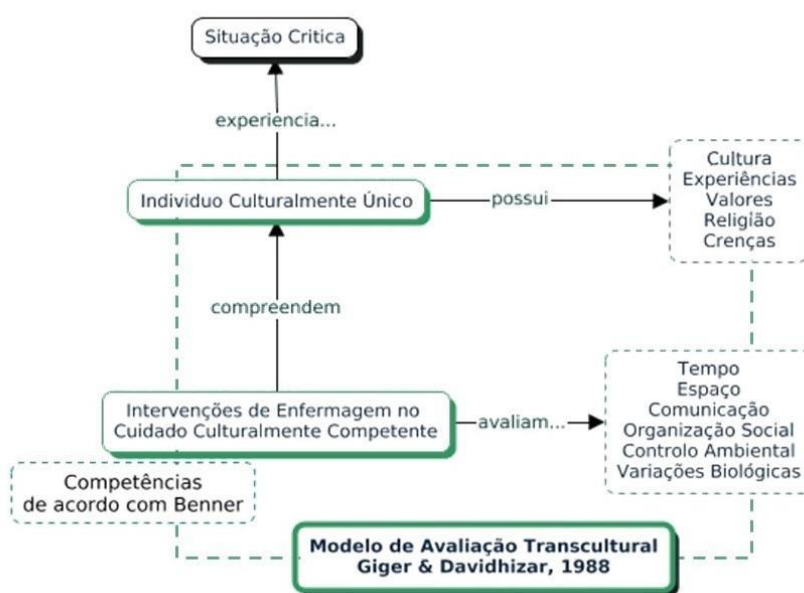 Situação Critica
experiencia...
Individuo Culturalmente Único
possui
Cultura
Experiências
Valores
Religião
Crenças
compreendem
Intervenções de Enfermagem no
Cuidado Culturalmente Competente
avaliam...
Tempo
Espaço
Comunicação
Organização Social
Controlo Ambiental
Variações Biológicas
Competências
de acordo com Benner
Modelo de Avaliação Transcultural
Giger & Davidhizar, 1988